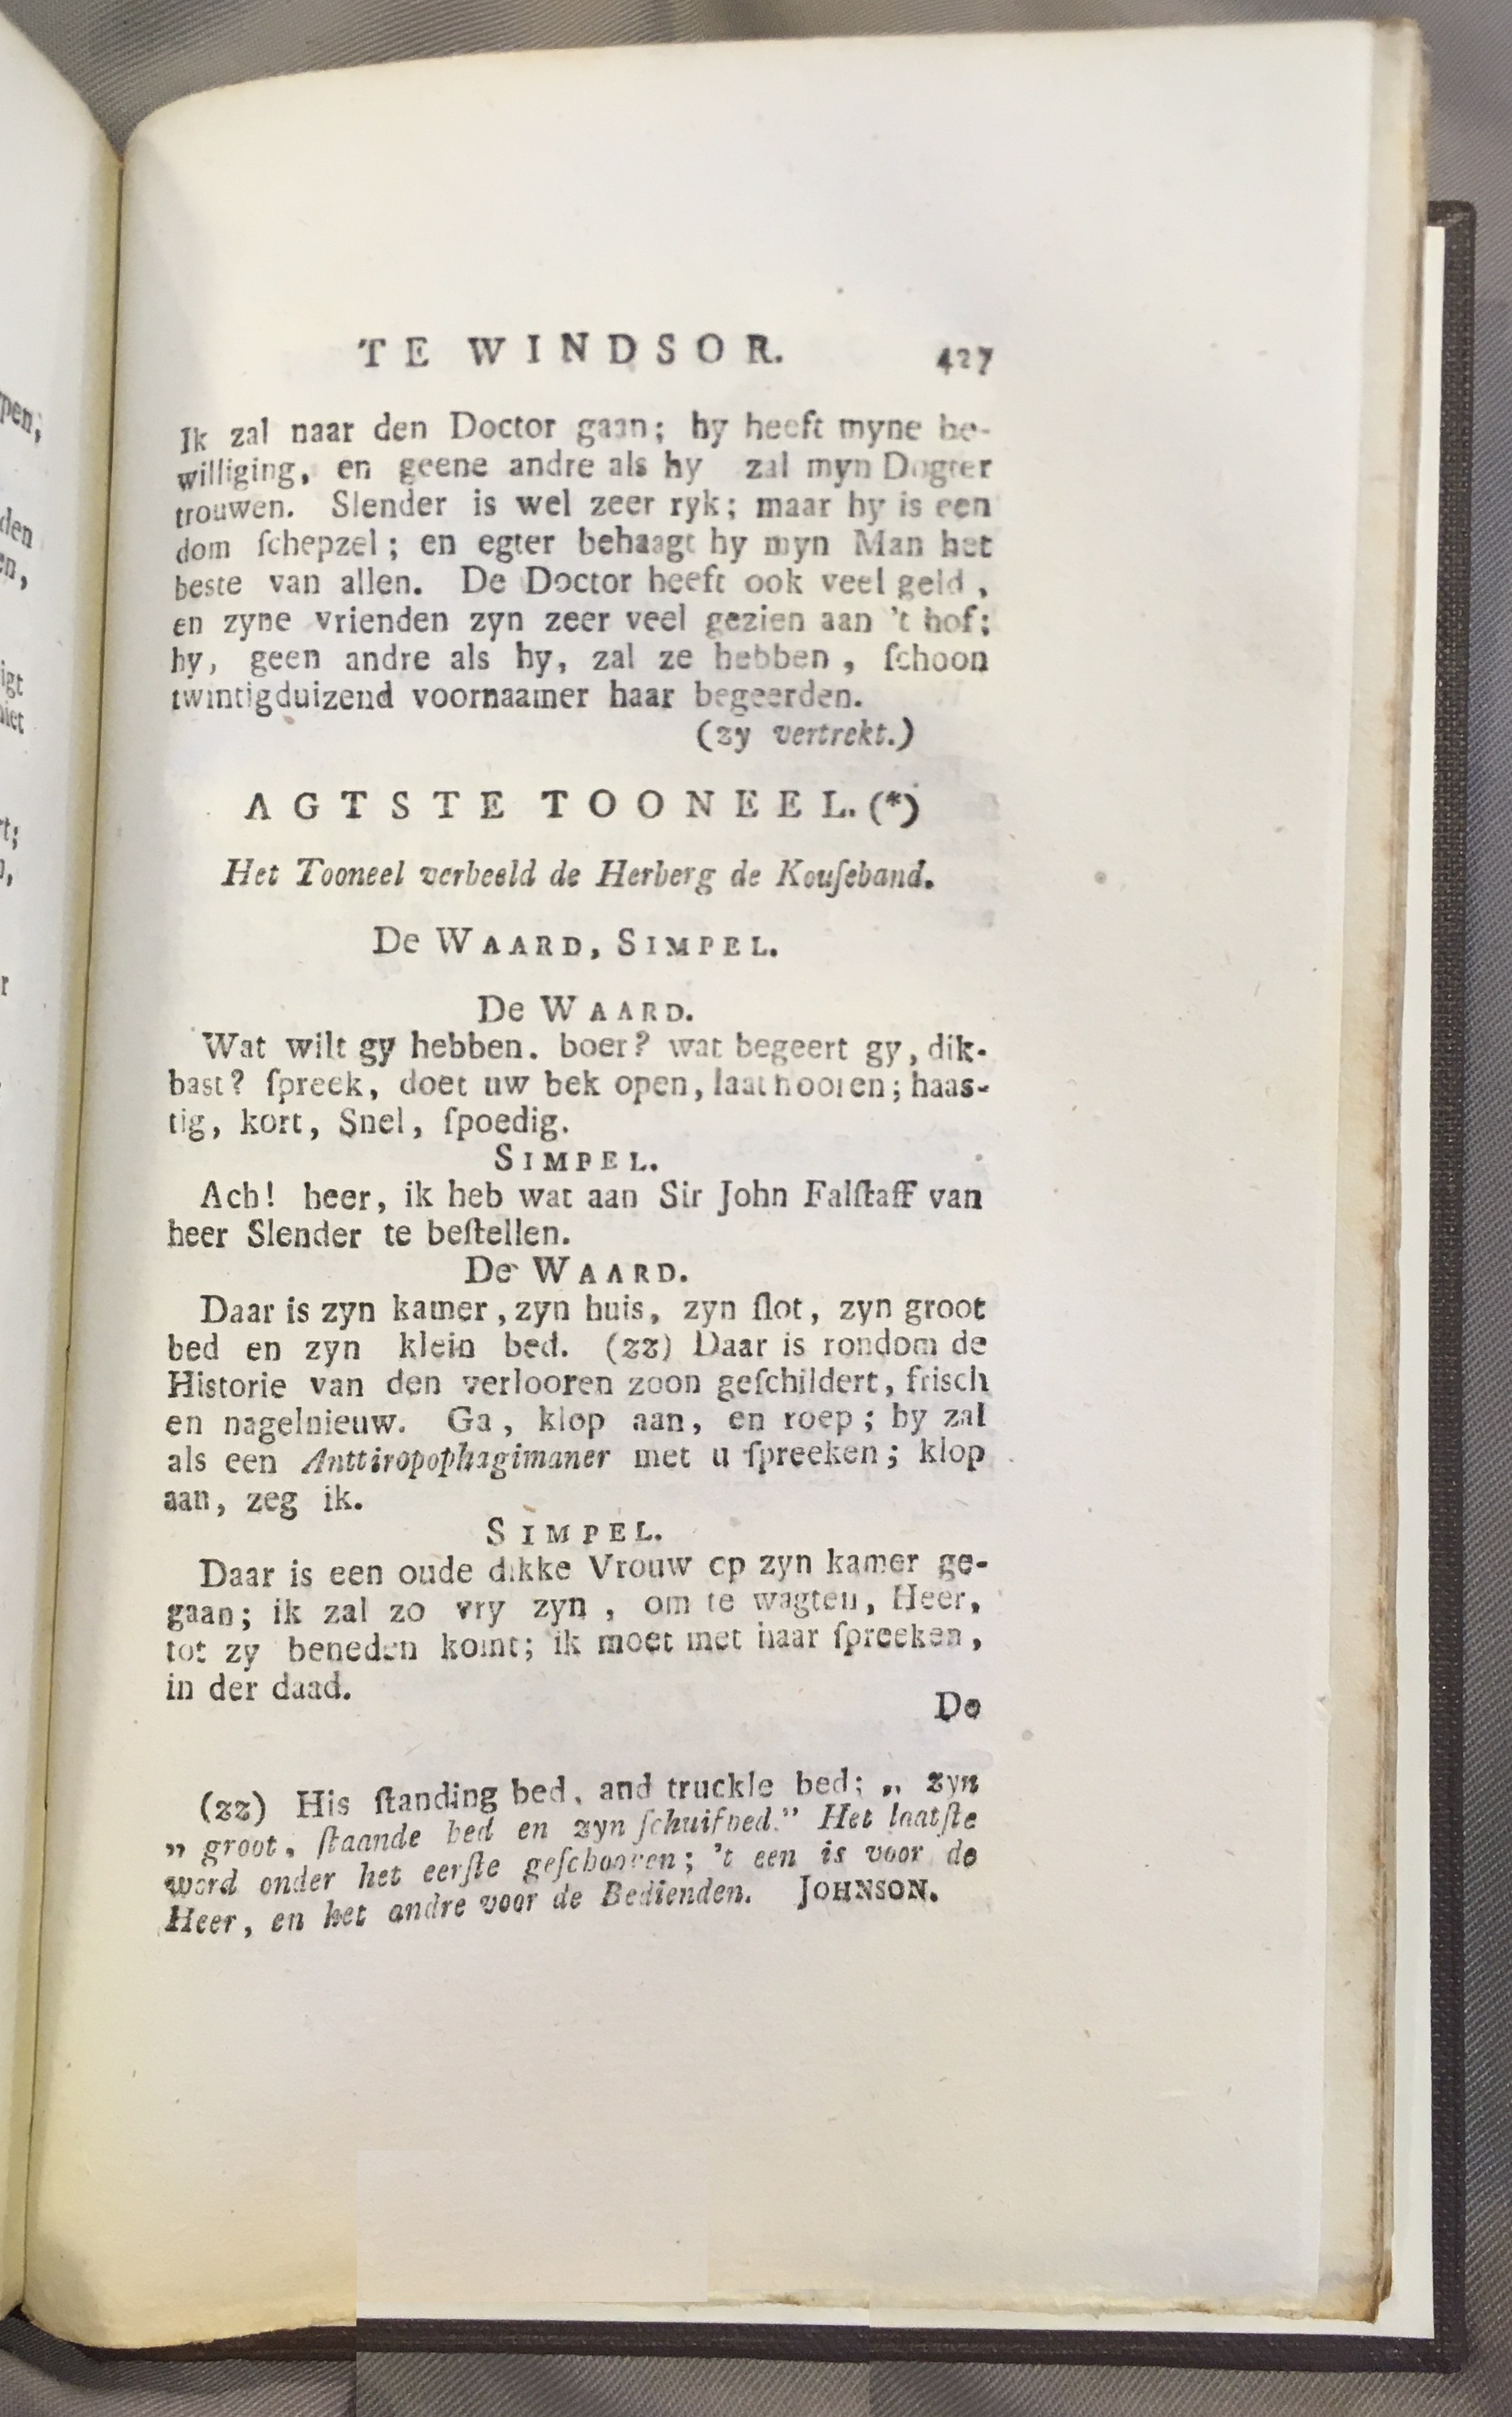 pen;
den
en,
igt
niet
rt;
r
TE WINDSOR. 427
Ik zal naar den Doctor gaan; hy heeft myne be-
williging, en geene andre als hy zal myn Dogter
trouwen. Slender is wel zeer ryk; maar hy is een
dom ſchepzel; en egter behaagt hy myn Man het
beste van allen. De Doctor heeft ook veel geld,
en zyne vrienden zyn zeer veel gezien aan 't hof;
hy, geen andre als hy, zal ze hebben, ſchoon
twintigduizend voornaamer haar begeerden.
(zy vertrekt.)
AGTSTE TOONEEL. (*)
Het Tooneel verbeeld de Herberg de Kouſeband.
De WAARD, SIMPEL.
De WAARD.
Wat wilt gy hebben. boer? wat begeert gy, dik-
bast? ſpreek, doet uw bek open, laat hooren; haas-
tig, kort, Snel, ſpoedig.
SIMPEL.
Ach! heer, ik heb wat aan Sir John Falſtaff van
heer Slender te beſtellen.
De WAARD.
Daar is zyn kamer, zyn huis, zyn ſlot, zyn groot
bed en zyn klein bed. (zz) Daar is rondom de
Historie van den verlooren zoon geſchildert, frisch
en nagelnieuw. Ga, klop aan, en roep; hy zal
als een Anttiropophagimaner met u ſpreeken; klop
aan, zeg ik.
SIMPEL.
Daar is een oude dikke Vrouw op zyn kamer ge-
gaan; ik zal zo vry zyn, om te wagten, Heer,
tot zy beneden komt; ik moet met haar ſpreeken,
in der daad.
De
(zz) His ſtanding bed, and truckle bed; „ zyn
„ groot, ſtaande bed en zyn ſchuifbed." Het laatſte
word onder het eerſte geſchooven; 't een is voor de
Heer, en het andre voor de Bedienden. JOHNSON.